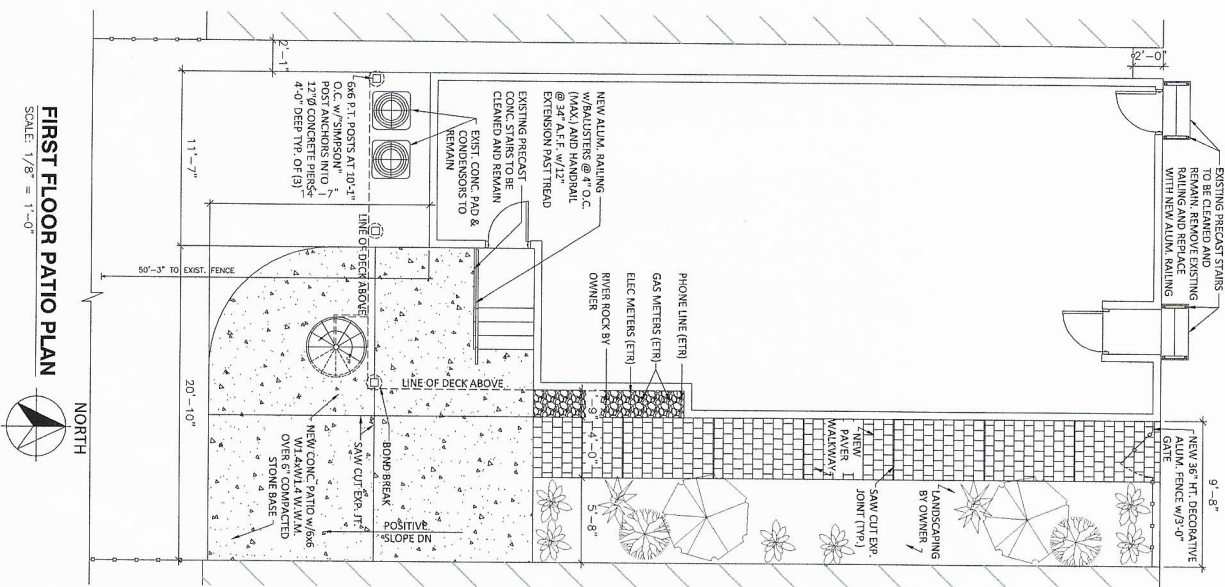 EXISTING PRECAST STAIRS
TO BE CLEANED AND
REMAIN. REMOVE EXISTING
RAILING AND REPLACE
WITH NEW ALUM. RAILING
2'-0"
NEW 36" HT. DECORATIVE
ALUM. FENCE w/3'-0"
GATE
9'-8"
LANDSCAPING
BY OWNER
SAW CUT EXP.
JOINT (TYP.)
NEW
PAVER
WALKWAY
PHONE LINE (ETR)
GAS METERS (ETR)
ELEC METERS (ETR)
RIVER ROCK BY
OWNER
1'-9"
4'-0"
5'-8"
NEW ALUM. RAILING
w/BALUSTERS @ 4" O.C.
(MAX.) AND HANDRAIL
@ 34" A.F.F. w/12"
EXTENSION PAST TREAD
EXISTING PRECAST
CONC. STAIRS TO BE
CLEANED AND REMAIN
EXIST. CONC. PAD &
CONDENSORS TO
REMAIN
6x6 P.T. POSTS AT 10'-1"
O.C. w/"SIMPSON"
POST ANCHORS INTO
12"Ø CONCRETE PIERS
4'-0" DEEP TYP. OF (3)
LINE OF DECK ABOVE
LINE OF DECK ABOVE
BOND BREAK
SAW CUT EXP. JT.
NEW CONC. PATIO w/6x6
W1.4xW1.4 W.W.M.
OVER 6" COMPACTED
STONE BASE
POSITIVE
SLOPE DN
2'-1"
11'-7"
20'-10"
50'-3" TO EXIST. FENCE
FIRST FLOOR PATIO PLAN
SCALE: 1/8" = 1'-0"
NORTH